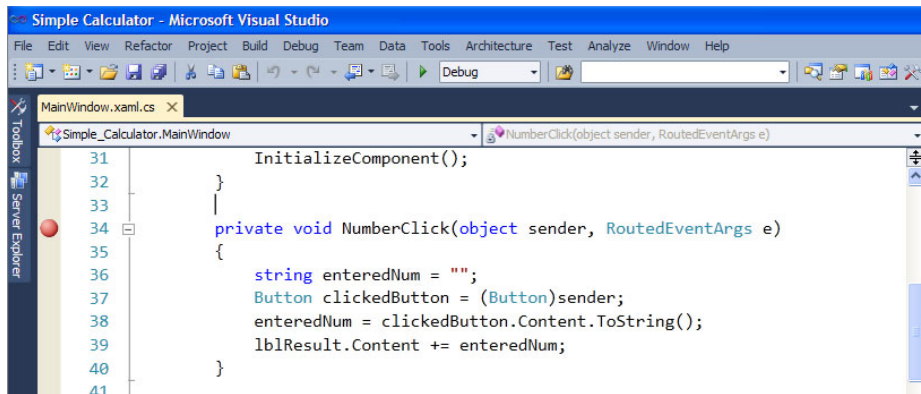 Simple Calculator - Microsoft Visual Studio
File Edit View Refactor Project Build Debug Team Data Tools Architecture Test Analyze Window Help
Debug
MainWindow.xaml.cs
Simple_Calculator.MainWindow NumberClick(object sender, RoutedEventArgs e)
Toolbox
Server Explorer
31 InitializeComponent();
32 }
33
34 private void NumberClick(object sender, RoutedEventArgs e)
35 {
36 string enteredNum = "";
37 Button clickedButton = (Button)sender;
38 enteredNum = clickedButton.Content.ToString();
39 lblResult.Content += enteredNum;
40 }
41